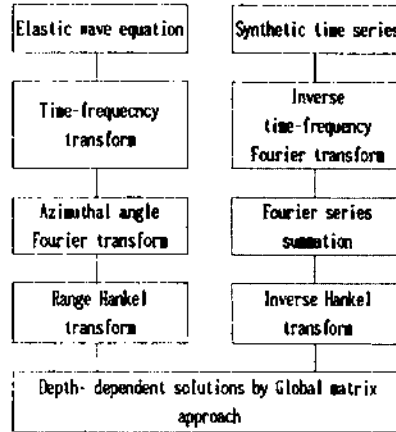 Elastic wave equation
Time-frequecncy
transform
Azimuthal angle
Fourier transform
Range Hankel
transform
Synthetic time series
Inverse
time-frequency
Fourier transform
Fourier series
summation
Inverse Hankel
transform
Depth- dependent solutions by Global matrix
approach